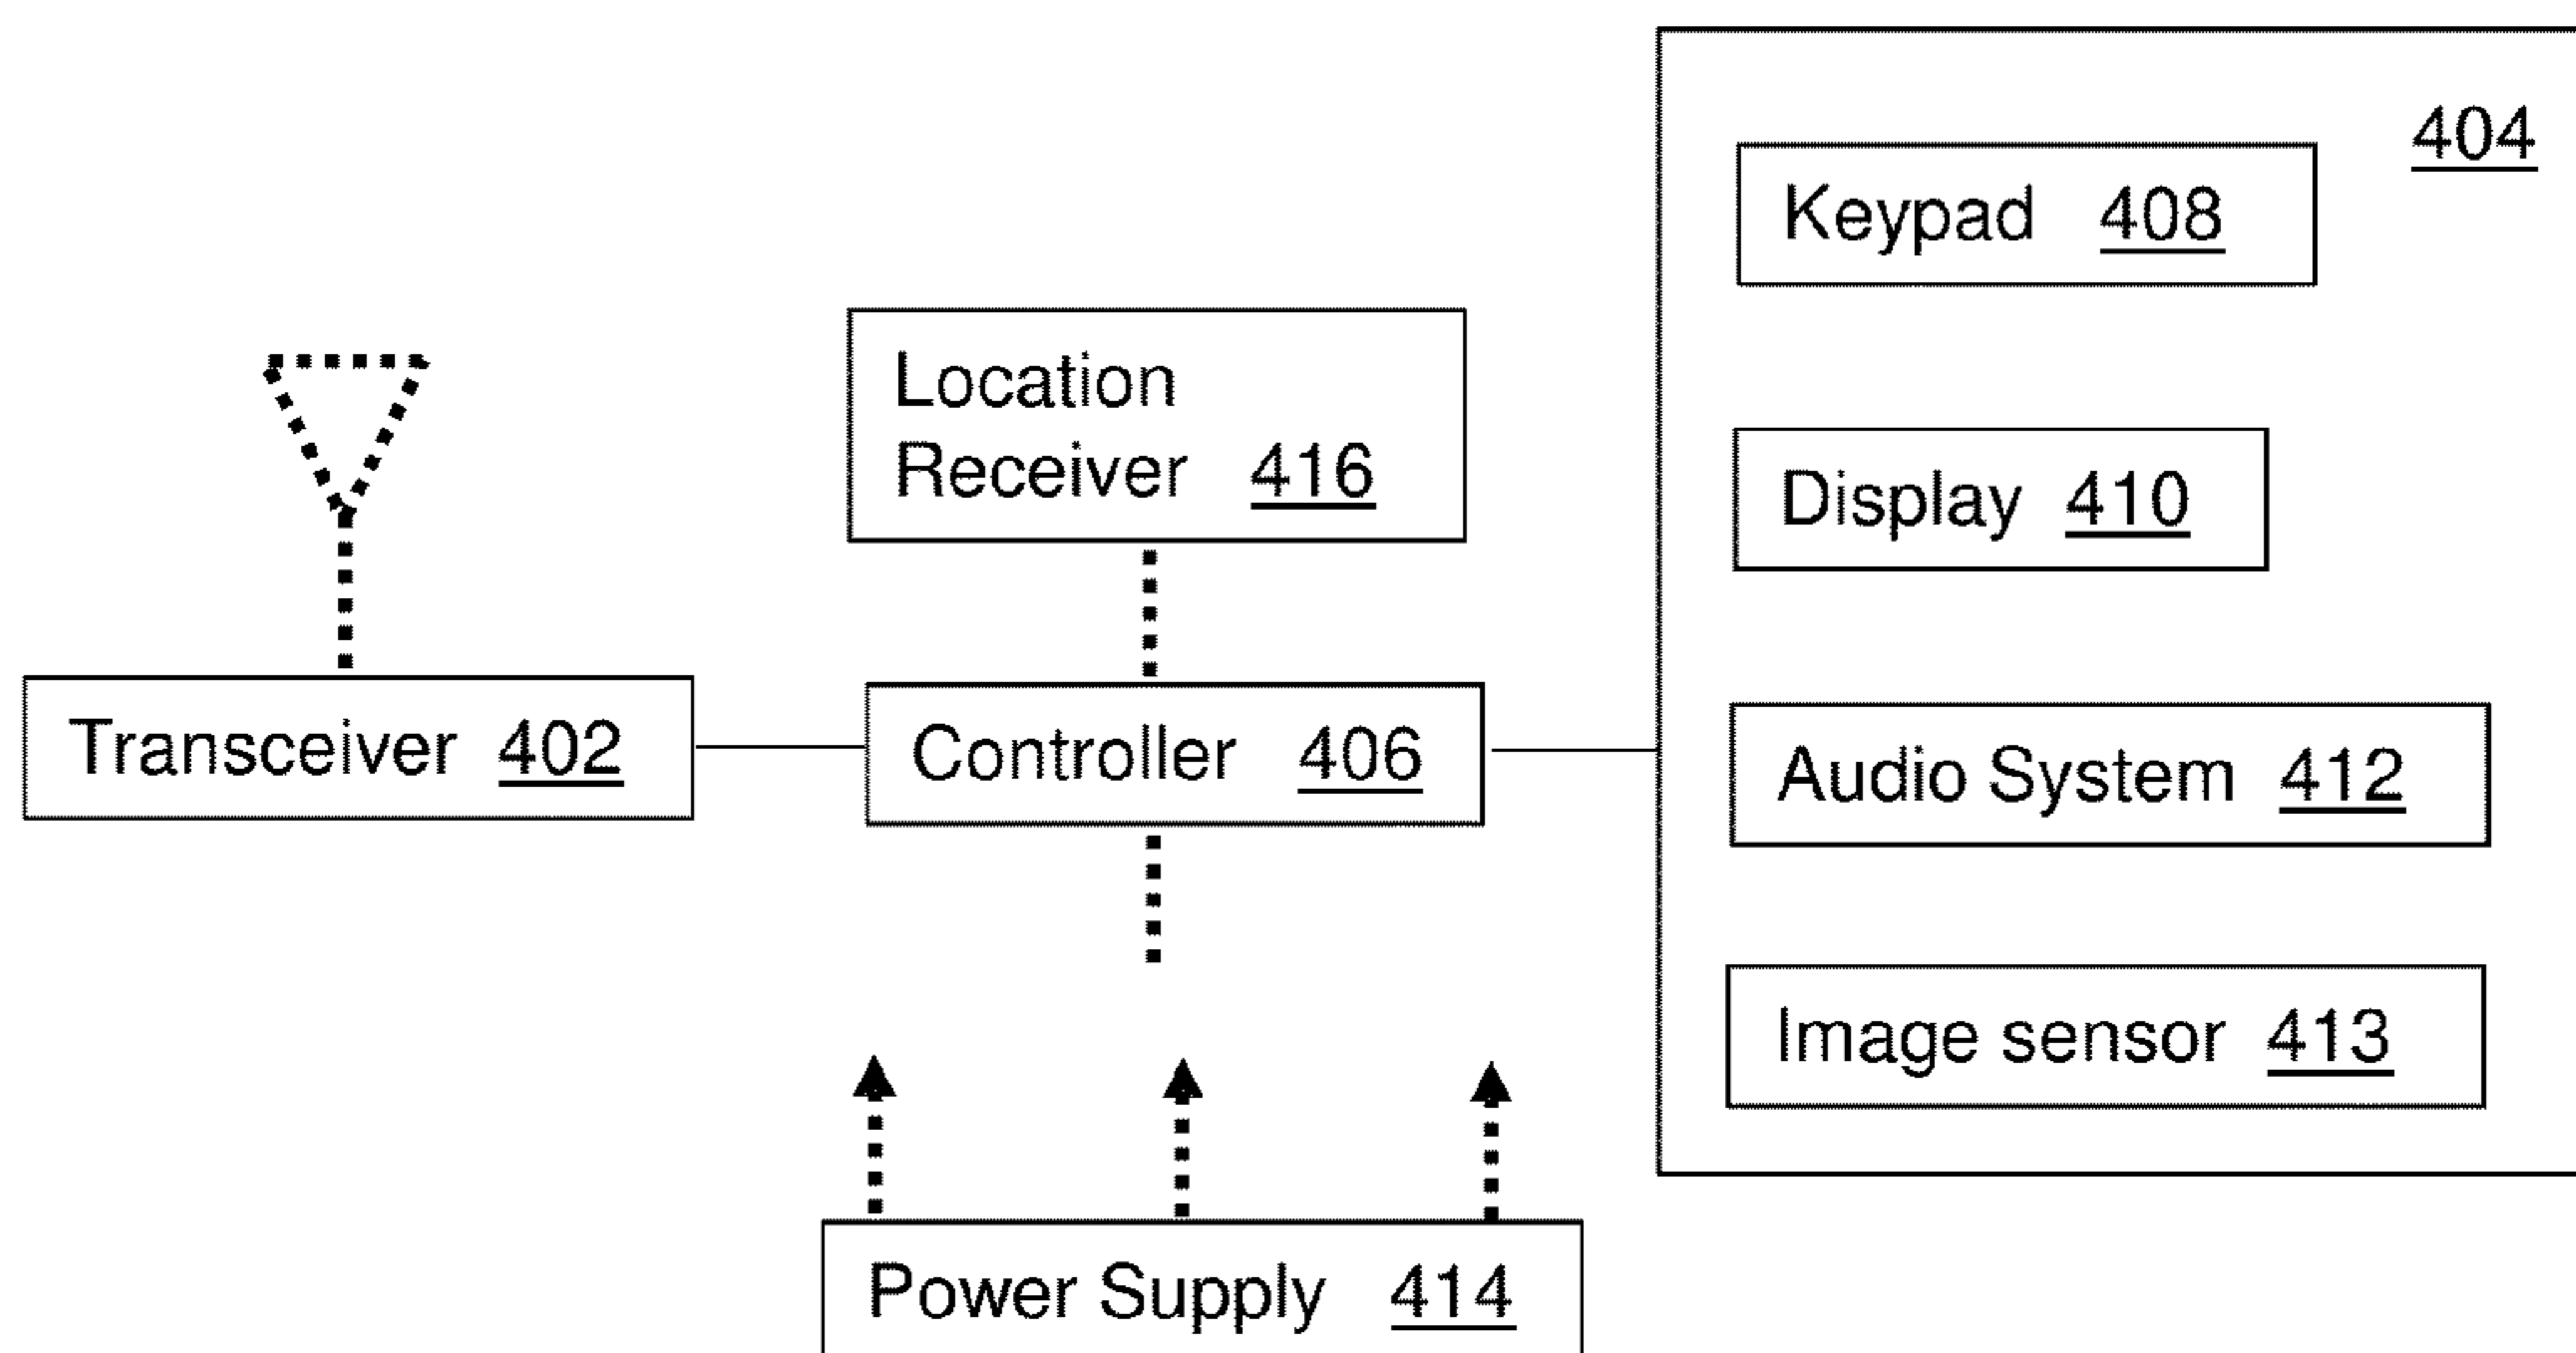 404
Keypad 408
Location
Receiver 416
Display 410
Transceiver 402
Controller 406
Audio System 412
Image sensor 413
Power Supply 414